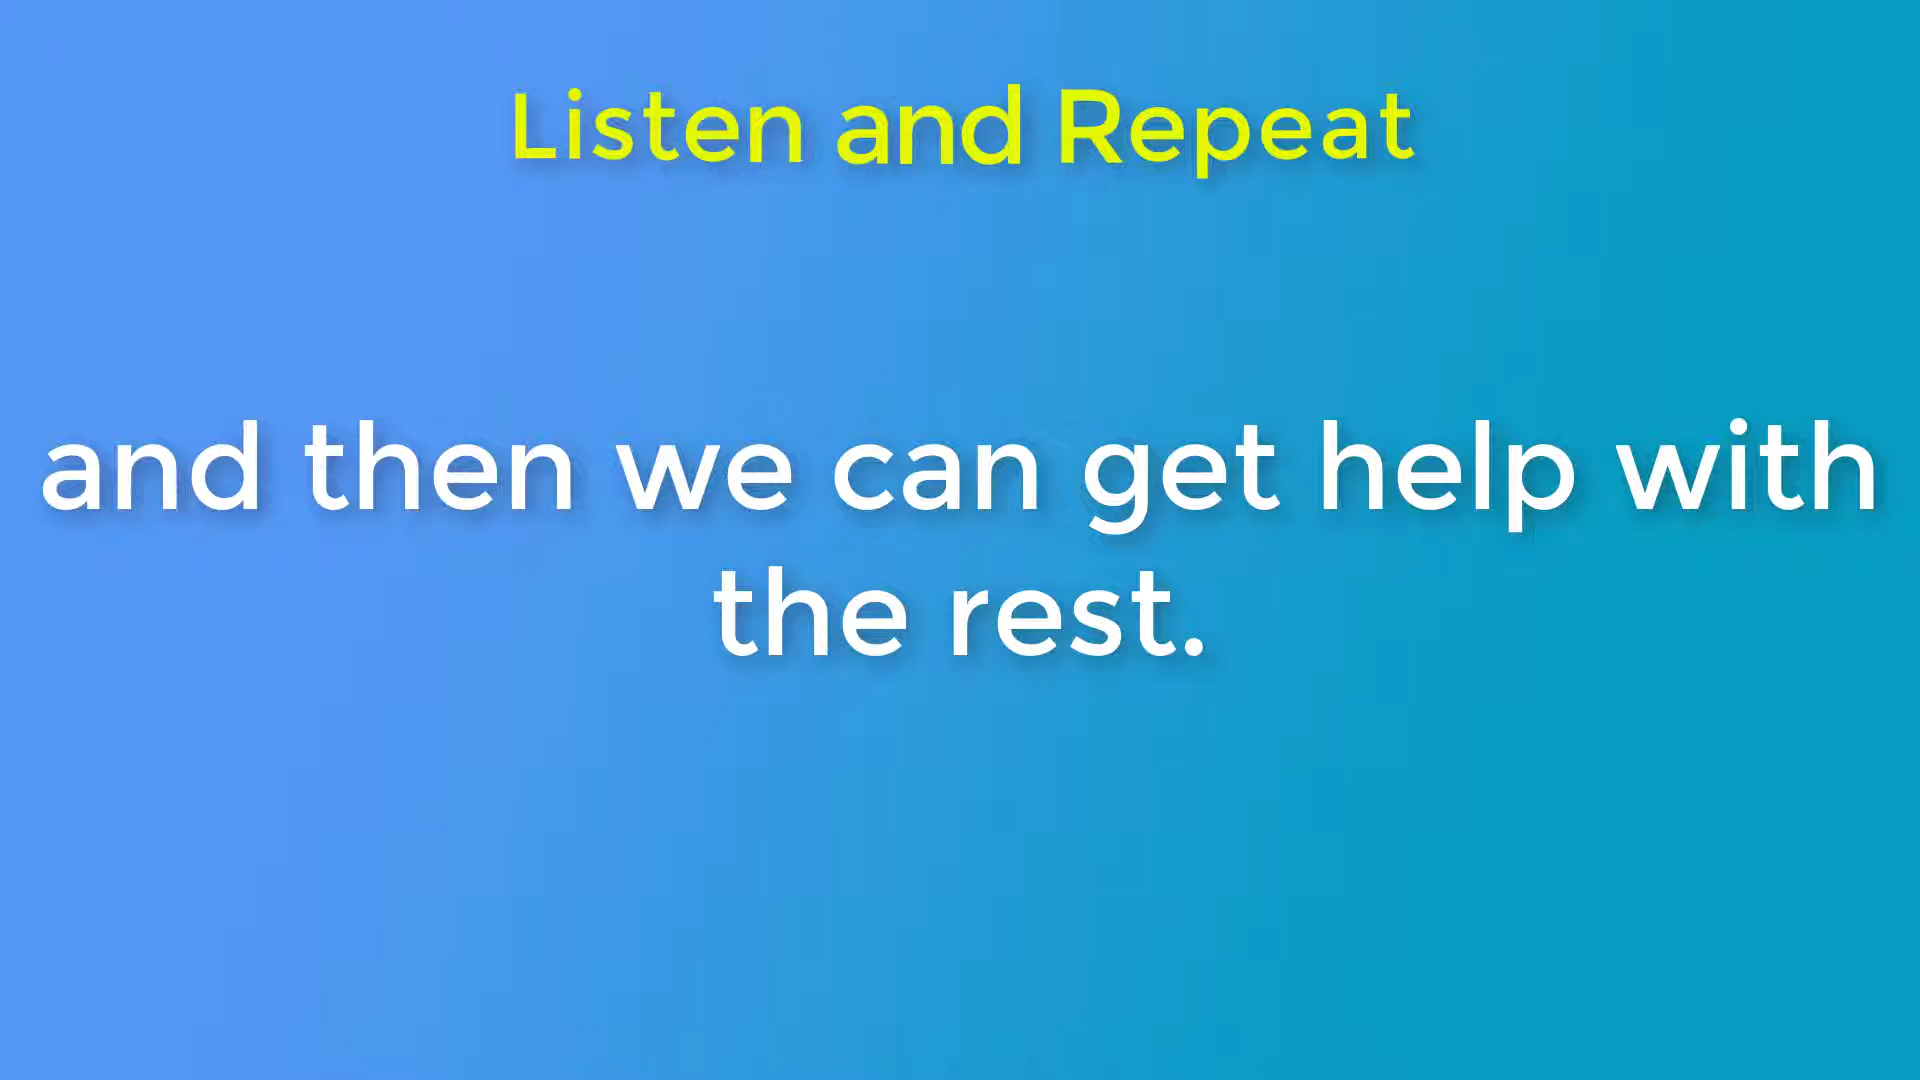 Listen and Repeat
and then we can get help with
the rest.